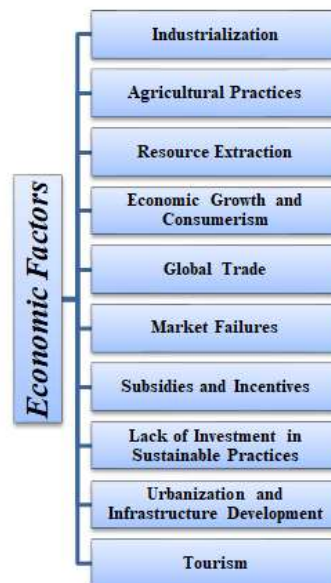 Economic Factors
Industrialization
Agricultural Practices
Resource Extraction
Economic Growth and
Consumerism
Global Trade
Market Failures
Subsidies and Incentives
Lack of Investment in
Sustainable Practices
Urbanization and
Infrastructure Development
Tourism